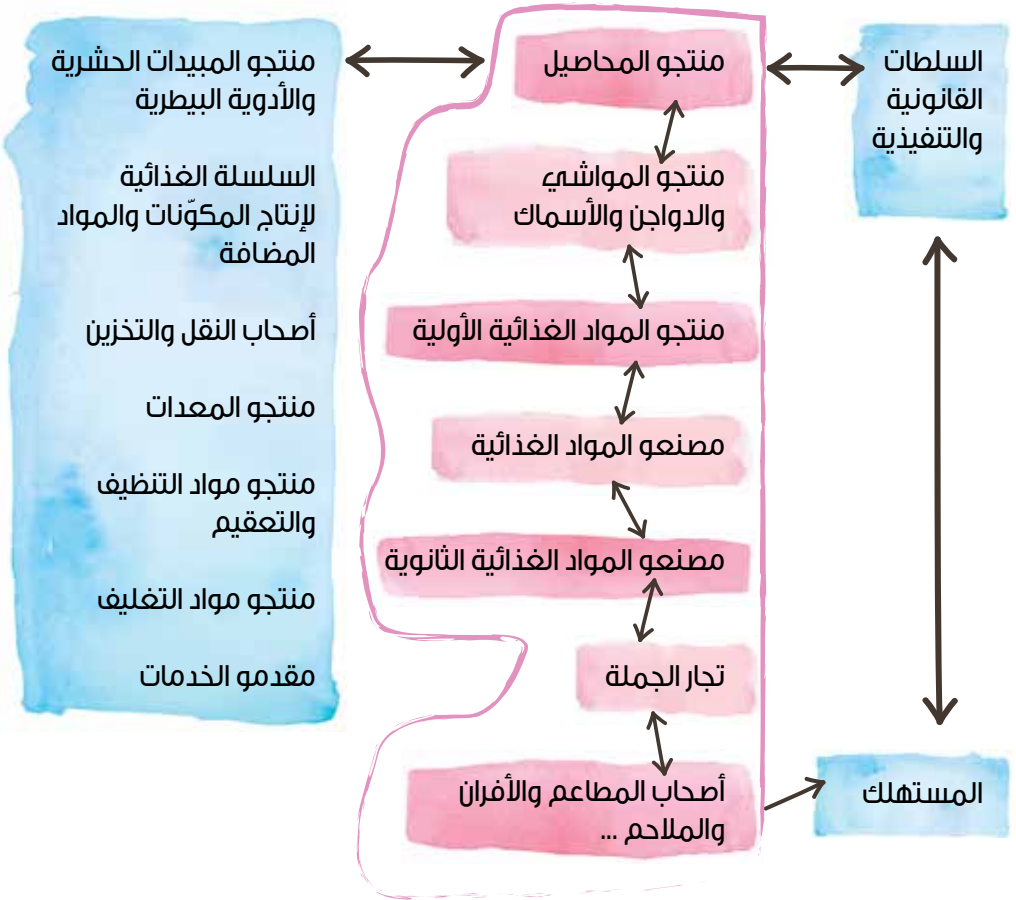 السلطات
القانونية
والتنفيذية
المستهلك
منتجو المحاصيل
منتجو المواشي
والدواجن والأسماك
منتجو المواد الغذائية الأولية
مصنعو المواد الغذائية
مصنعو المواد الغذائية الثانوية
تجار الجملة
أصحاب المطاعم والأفران
والملاحم ...
منتجو المبيدات الحشرية
والأدوية البيطرية
السلسلة الغذائية
لإنتاج المكوّنات والمواد
المضافة
أصحاب النقل والتخزين
منتجو المعدات
منتجو مواد التنظيف
والتعقيم
منتجو مواد التغليف
مقدمو الخدمات